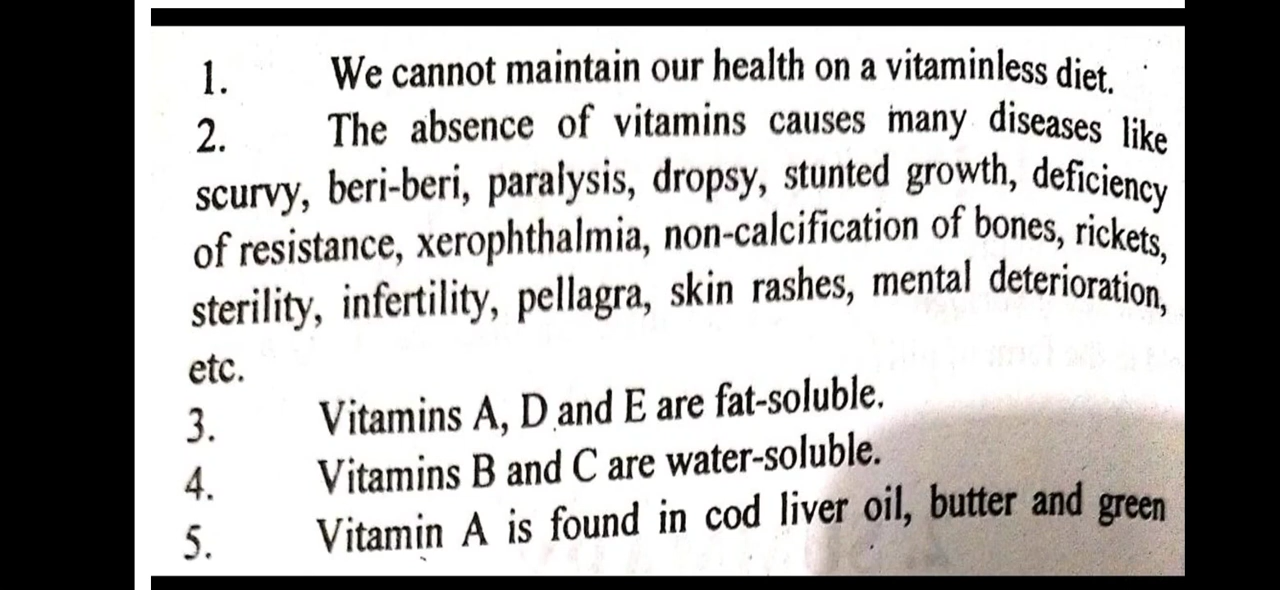 1. We cannot maintain our health on a vitaminless diet.
2. The absence of vitamins causes many diseases like
scurvy, beri-beri, paralysis, dropsy, stunted growth, deficiency
of resistance, xerophthalmia, non-calcification of bones, rickets,
sterility, infertility, pellagra, skin rashes, mental deterioration,
etc.
3. Vitamins A, D and E are fat-soluble.
4. Vitamins B and C are water-soluble.
5. Vitamin A is found in cod liver oil, butter and green